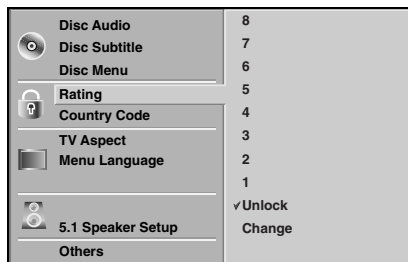 Disc Audio
Disc Subtitle
Disc Menu
Rating
Country Code
TV Aspect
Menu Language
5.1 Speaker Setup
Others
8
7
6
5
4
3
2
1
✓Unlock
Change